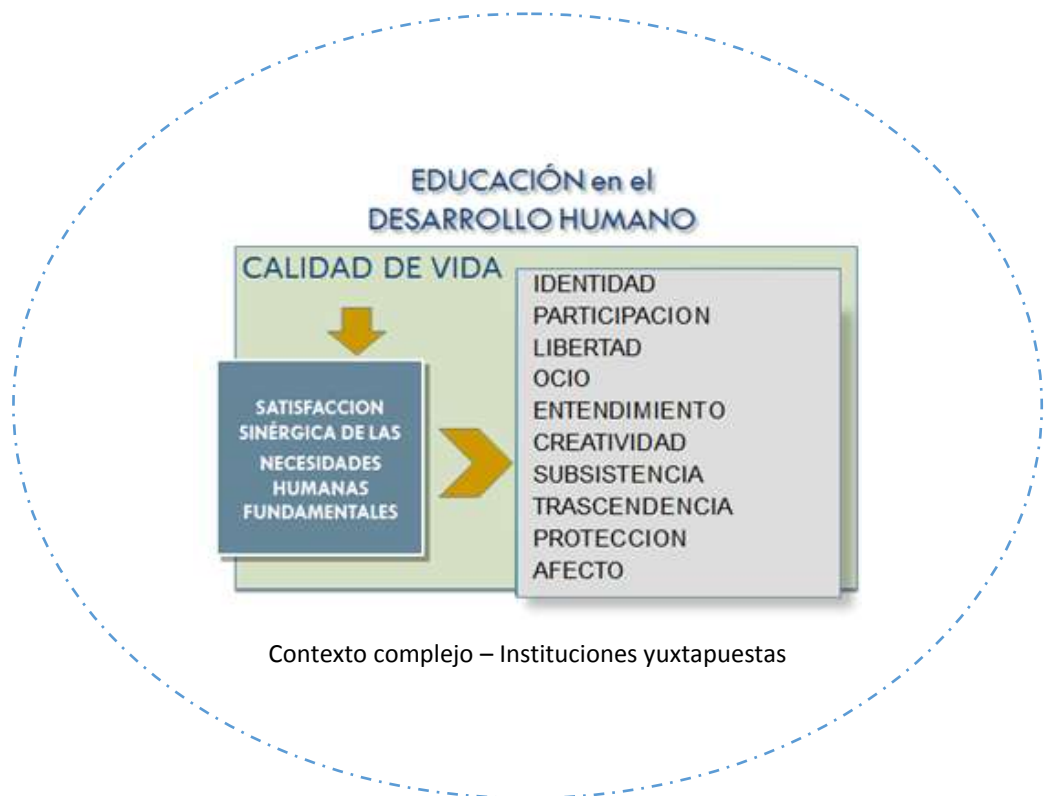 EDUCACIÓN en el
DESARROLLO HUMANO
CALIDAD DE VIDA
SATISFACCION
SINÉRGICA DE LAS
NECESIDADES
HUMANAS
FUNDAMENTALES
IDENTIDAD
PARTICIPACION
LIBERTAD
OCIO
ENTENDIMIENTO
CREATIVIDAD
SUBSISTENCIA
TRASCENDENCIA
PROTECCION
AFECTO
Contexto complejo – Instituciones yuxtapuestas